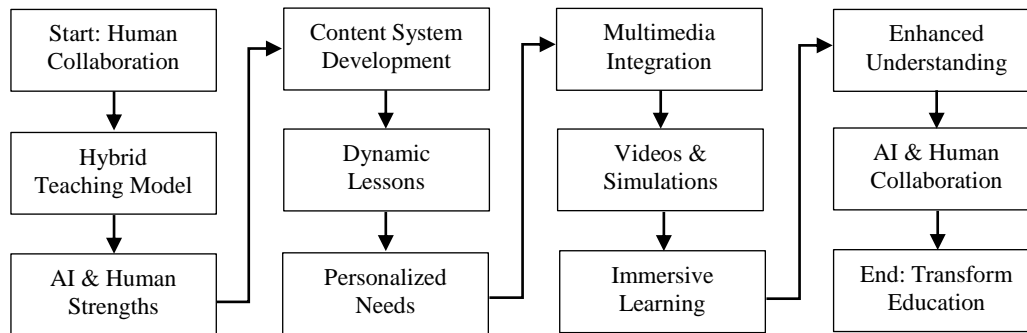 Start: Human
Collaboration
Hybrid
Teaching Model
AI & Human
Strengths
Content System
Development
Dynamic
Lessons
Personalized
Needs
Multimedia
Integration
Videos &
Simulations
Immersive
Learning
Enhanced
Understanding
AI & Human
Collaboration
End: Transform
Education